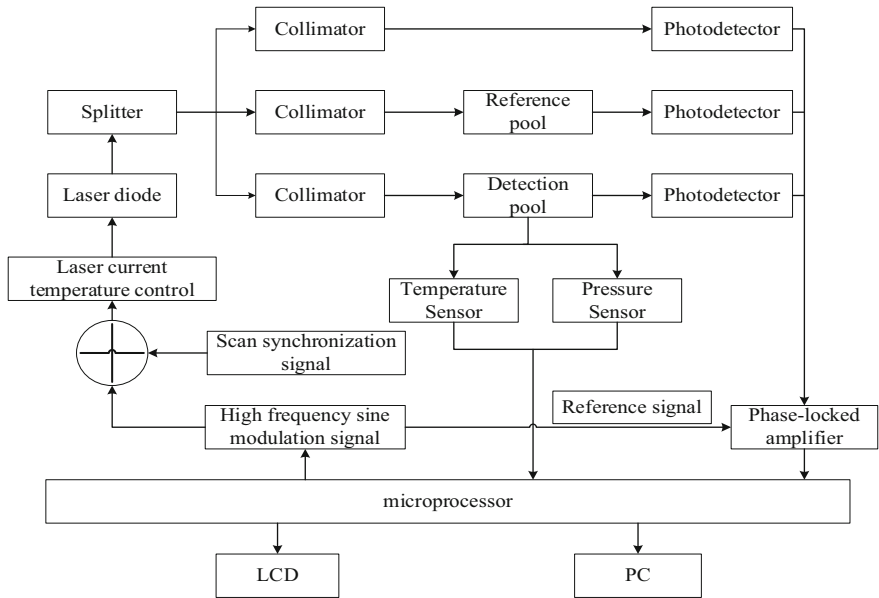 Collimator
Photodetector
Splitter
Collimator
Reference
pool
Photodetector
Laser diode
Collimator
Detection
pool
Photodetector
Laser current
temperature control
Temperature
Sensor
Pressure
Sensor
Scan synchronization
signal
High frequency sine
modulation signal
Reference signal
Phase-locked
amplifier
microprocessor
LCD
PC